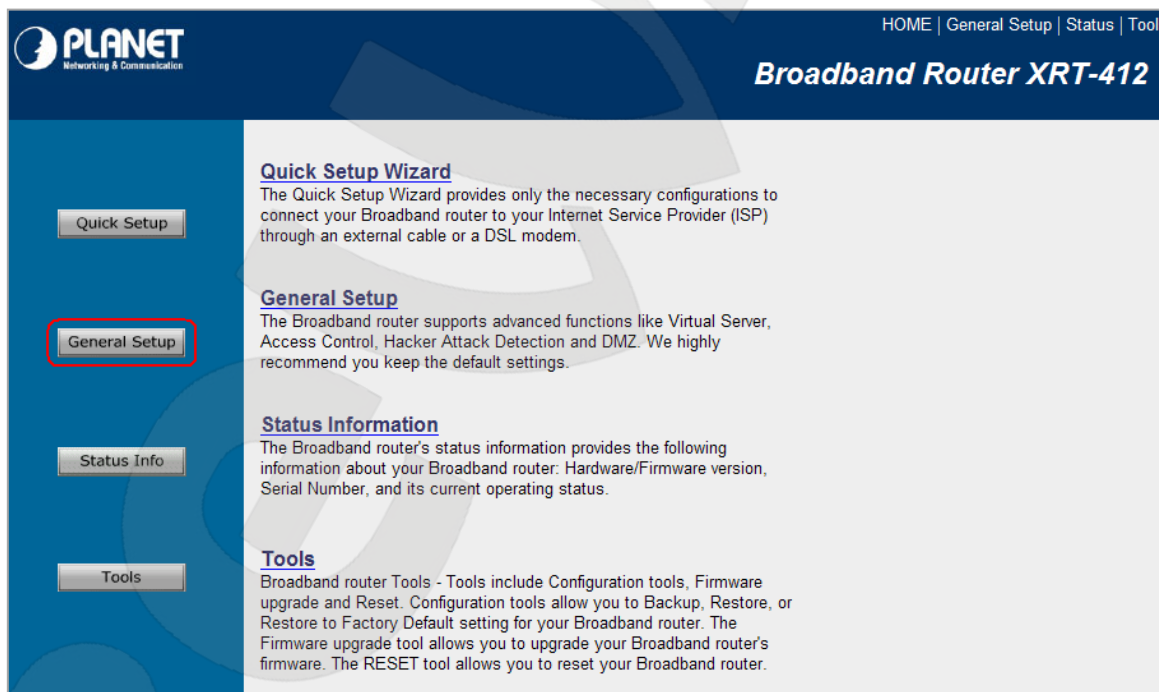 PLANET
Networking & Communication
HOME | General Setup | Status | Tool
Broadband Router XRT-412
Quick Setup
Quick Setup Wizard
The Quick Setup Wizard provides only the necessary configurations to
connect your Broadband router to your Internet Service Provider (ISP)
through an external cable or a DSL modem.
General Setup
General Setup
The Broadband router supports advanced functions like Virtual Server,
Access Control, Hacker Attack Detection and DMZ. We highly
recommend you keep the default settings.
Status Info
Status Information
The Broadband router's status information provides the following
information about your Broadband router: Hardware/Firmware version,
Serial Number, and its current operating status.
Tools
Tools
Broadband router Tools - Tools include Configuration tools, Firmware
upgrade and Reset. Configuration tools allow you to Backup, Restore, or
Restore to Factory Default setting for your Broadband router. The
Firmware upgrade tool allows you to upgrade your Broadband router's
firmware. The RESET tool allows you to reset your Broadband router.